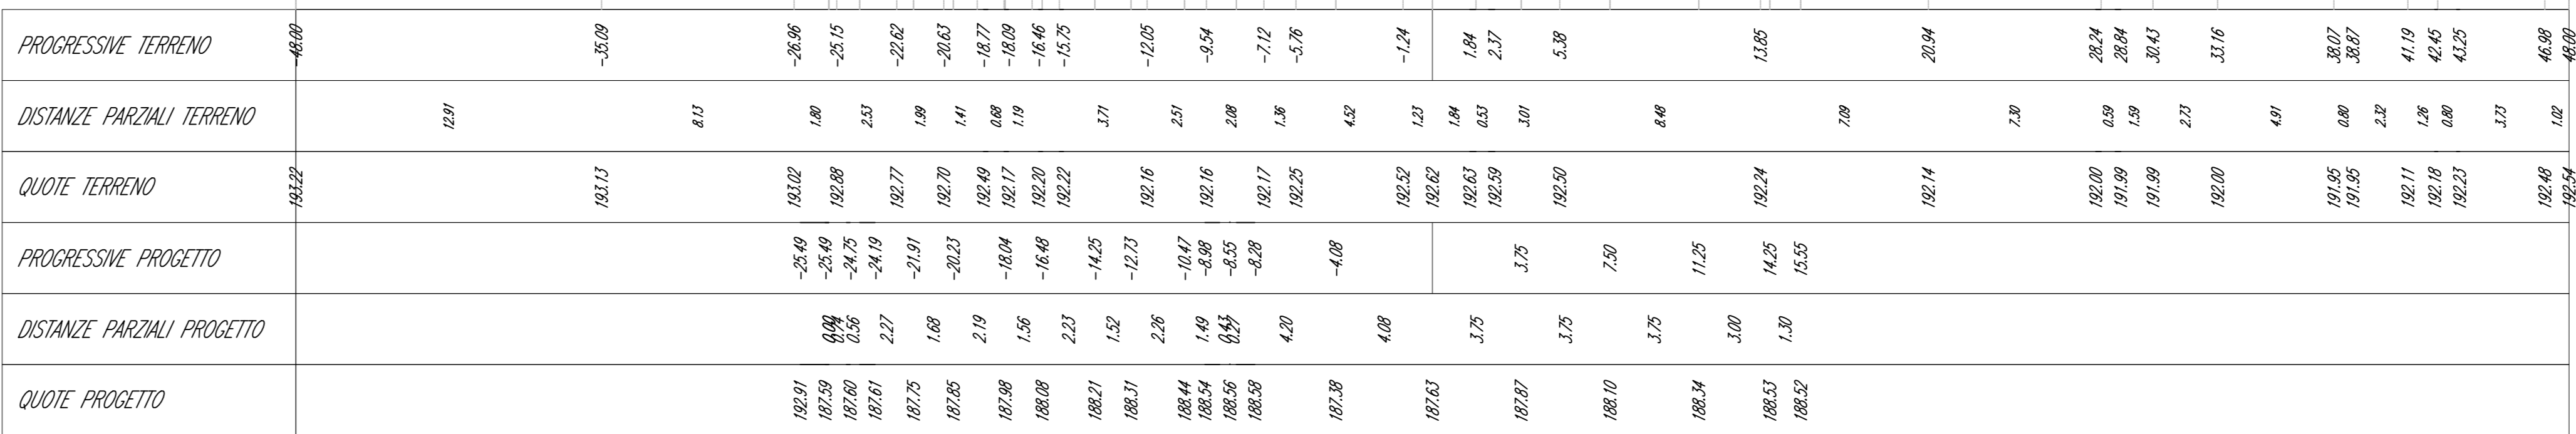 PROGRESSIVE TERRENO -48.00 -35.09 -26.96 -25.15 -22.62 -20.63 -18.77 -18.09 -16.46 -15.75 -12.05 -9.54 -7.12 -5.76 -1.24 1.84 2.37 5.38 13.85 20.94 28.24 28.84 30.43 33.16 38.07 38.87 41.19 42.45 43.25 46.98 48.00
DISTANZE PARZIALI TERRENO 12.91 8.13 1.80 2.53 1.99 1.41 0.68 1.19 3.71 2.51 2.08 1.36 4.52 1.23 1.84 0.53 3.01 8.48 7.09 7.30 0.59 1.59 2.73 4.91 0.80 2.32 1.26 0.80 3.73 1.02
QUOTE TERRENO 193.22 193.13 193.02 192.88 192.77 192.70 192.49 192.17 192.20 192.22 192.16 192.16 192.17 192.25 192.52 192.62 192.63 192.59 192.50 192.24 192.14 192.00 191.99 191.99 192.00 191.95 191.95 192.11 192.18 192.23 192.48 192.54
PROGRESSIVE PROGETTO -25.49 -25.49 -24.75 -24.19 -21.91 -20.23 -18.04 -16.48 -14.25 -12.73 -10.47 -8.98 -8.55 -8.28 -4.08 3.75 7.50 11.25 14.25 15.55
DISTANZE PARZIALI PROGETTO 0.00 0.74 0.56 2.27 1.68 2.19 1.56 2.23 1.52 2.26 1.49 0.43 0.27 4.20 4.08 3.75 3.75 3.75 3.00 1.30
QUOTE PROGETTO 192.91 187.59 187.60 187.61 187.75 187.85 187.98 188.08 188.21 188.31 188.44 188.54 188.56 188.58 187.38 187.63 187.87 188.10 188.34 188.53 188.52